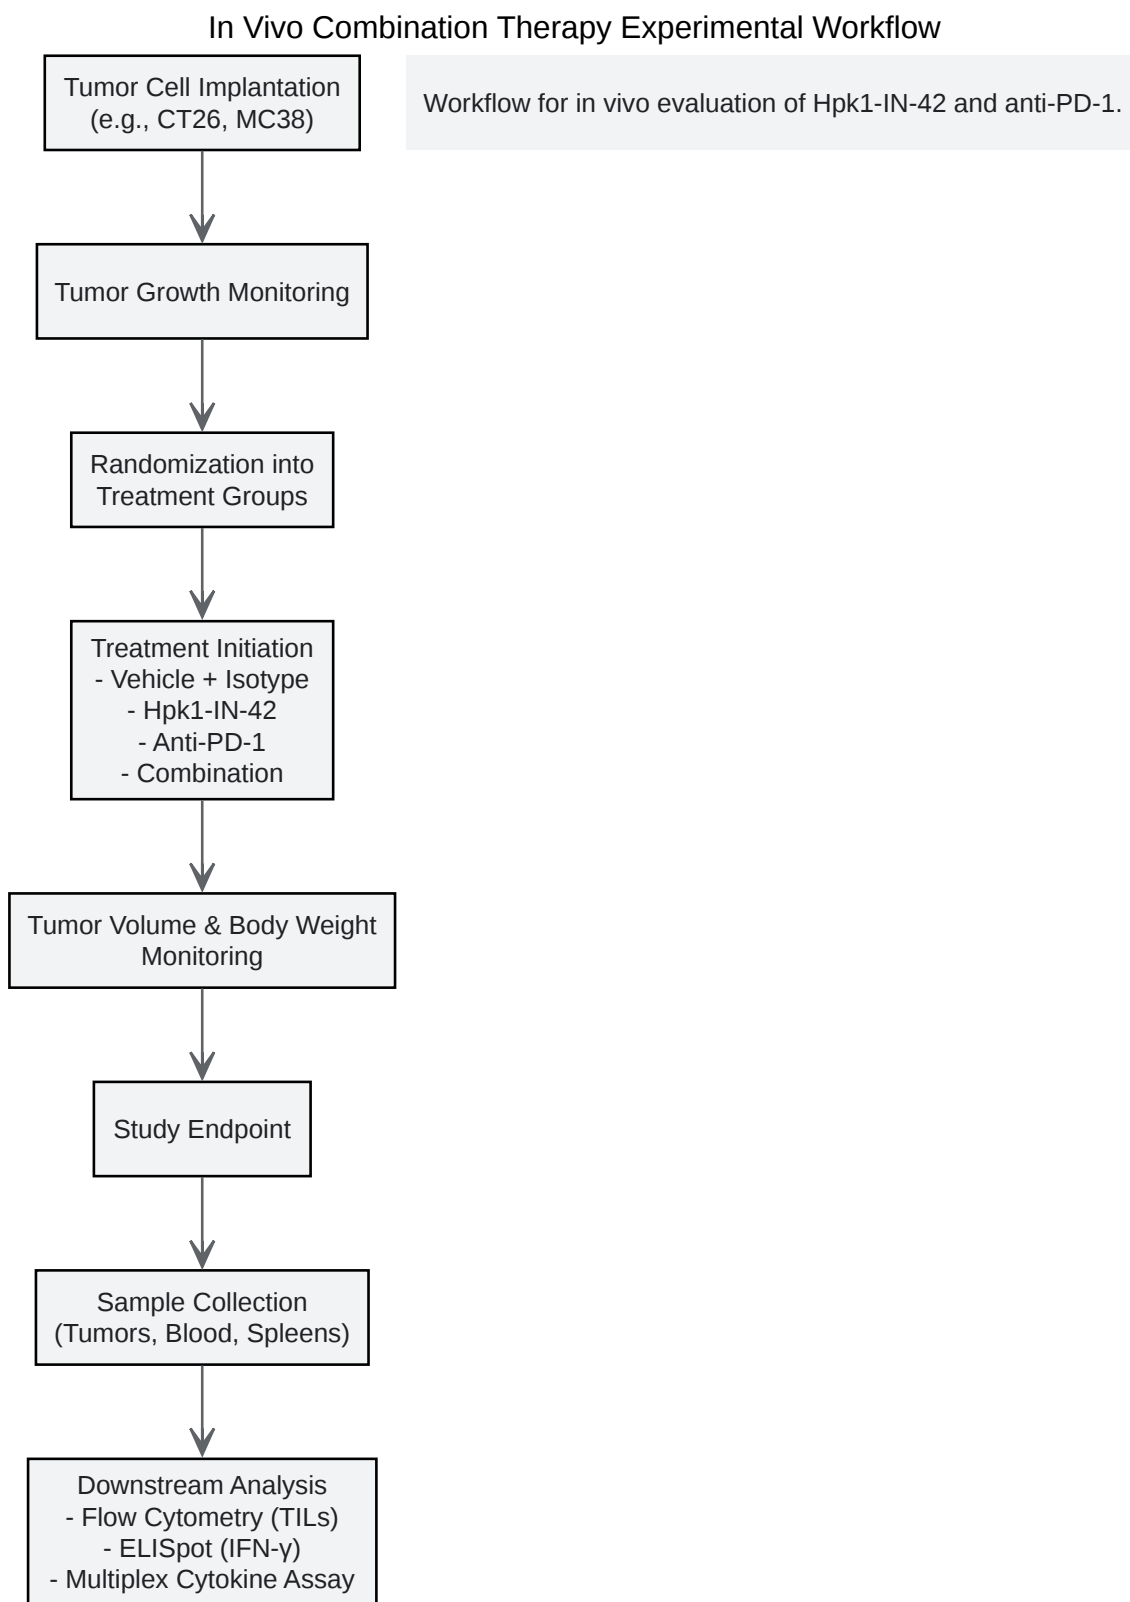 In Vivo Combination Therapy Experimental Workflow
Tumor Cell Implantation
(e.g., CT26, MC38)
Workflow for in vivo evaluation of Hpk1-IN-42 and anti-PD-1.
Tumor Growth Monitoring
Randomization into
Treatment Groups
Treatment Initiation
- Vehicle + Isotype
- Hpk1-IN-42
- Anti-PD-1
- Combination
Tumor Volume & Body Weight
Monitoring
Study Endpoint
Sample Collection
(Tumors, Blood, Spleens)
Downstream Analysis
- Flow Cytometry (TILs)
- ELISpot (IFN-γ)
- Multiplex Cytokine Assay